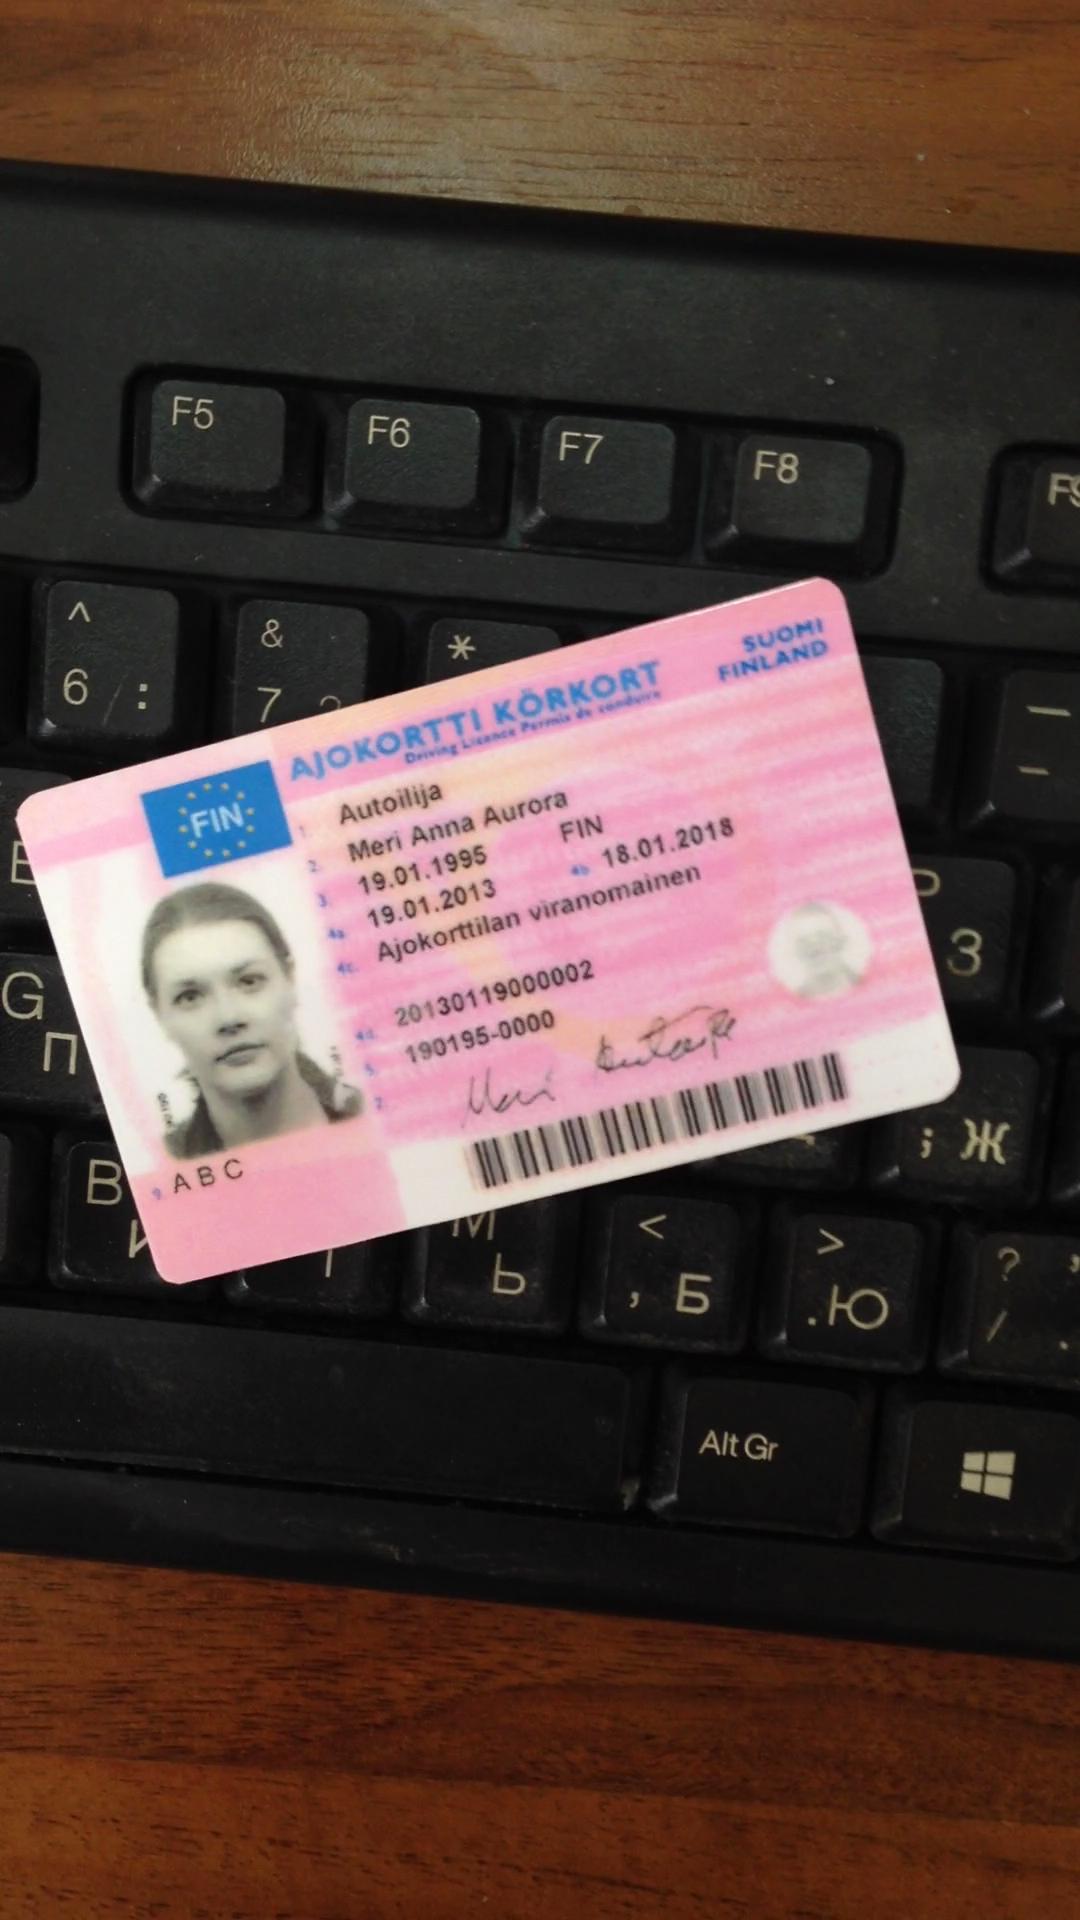 F5 F6 F7 F8
^
6 :
&
7
*
SUOMI
FINLAND
AJOKORTTI KÖRKORT
Driving Licence Permis de conduire
FIN
1. Autoilija
2. Meri Anna Aurora
3. 19.01.1995 FIN
4a. 19.01.2013 4b. 18.01.2018
4c. Ajokorttilan viranomainen
4d. 20130119000002
5. 190195-0000
7. Meri Autoilija
9. A B C
З
G
П
; Ж
B
И
M
Ь
<
, Б
>
. Ю
?
/ .
Alt Gr